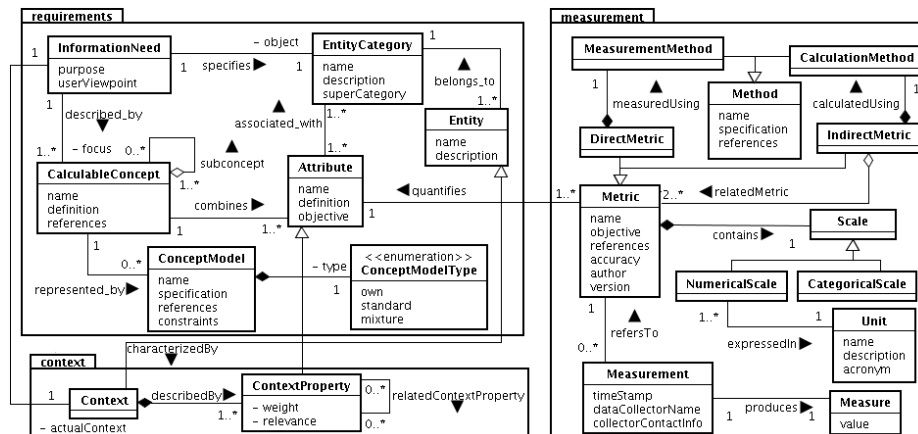 requirements
InformationNeed
purpose
userViewpoint
1
1
1
described_by
- focus
1..*
0..*
1..*
subconcept
- object
specifies
1
EntityCategory
name
description
superCategory
1
belongs_to
1..*
Entity
name
description
1..*
associated_with
1..*
CalculableConcept
name
definition
references
combines
1
1..*
Attribute
name
definition
objective
quantifies
1
1..*
1
0..*
represented_by
ConceptModel
name
specification
references
constraints
- type
1
<<enumeration>>
ConceptModelType
own
standard
mixture
context
characterizedBy
Context
- actualContext
1
describedBy
1..*
ContextProperty
- weight
- relevance
0..*
0..*
relatedContextProperty
measurement
MeasurementMethod
CalculationMethod
1
measuredUsing
Method
name
specification
references
calculatedUsing
1
DirectMetric
IndirectMetric
Metric
name
objective
references
accuracy
author
version
2..*
relatedMetric
contains
1
Scale
NumericalScale
CategoricalScale
1..*
expressedIn
1
Unit
name
description
acronym
1
refersTo
0..*
Measurement
timeStamp
dataCollectorName
collectorContactInfo
1
produces
1
Measure
value